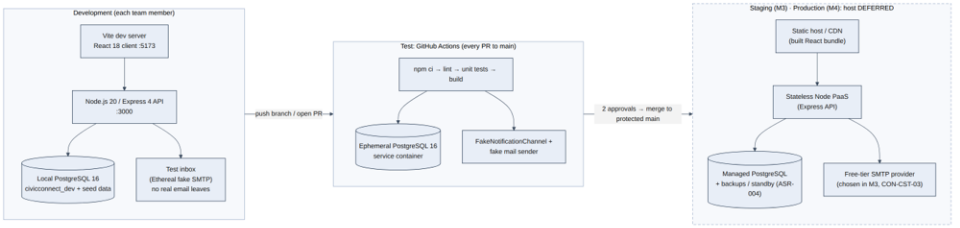 Development (each team member)
Vite dev server
React 18 client :5173
Node.js 20 / Express 4 API
:3000
Local PostgreSQL 16
civicconnect_dev + seed data
Test inbox
(Ethereal fake SMTP)
no real email leaves
push branch / open PR
Test: GitHub Actions (every PR to main)
npm ci → lint → unit tests →
build
Ephemeral PostgreSQL 16
service container
FakeNotificationChannel +
fake mail sender
2 approvals → merge to
protected main
Staging (M3) · Production (M4): host DEFERRED
Static host / CDN
(built React bundle)
Stateless Node PaaS
(Express API)
Managed PostgreSQL
+ backups / standby (ASR-
004)
Free-tier SMTP provider
(chosen in M3, CON-CST-03)